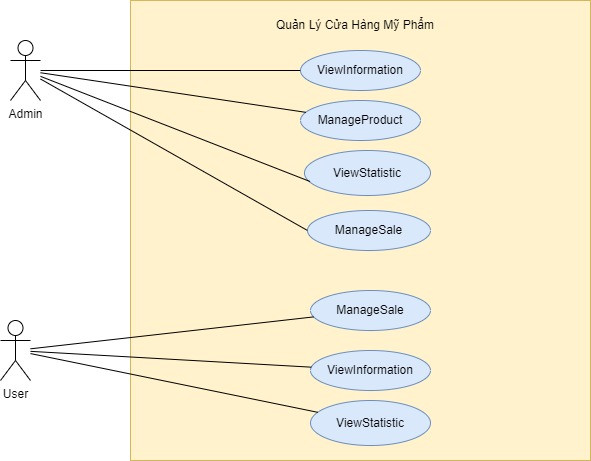 Quản Lý Cửa Hàng Mỹ Phẩm
ViewInformation
Admin
ManageProduct
ViewStatistic
ManageSale
ManageSale
ViewInformation
User
ViewStatistic